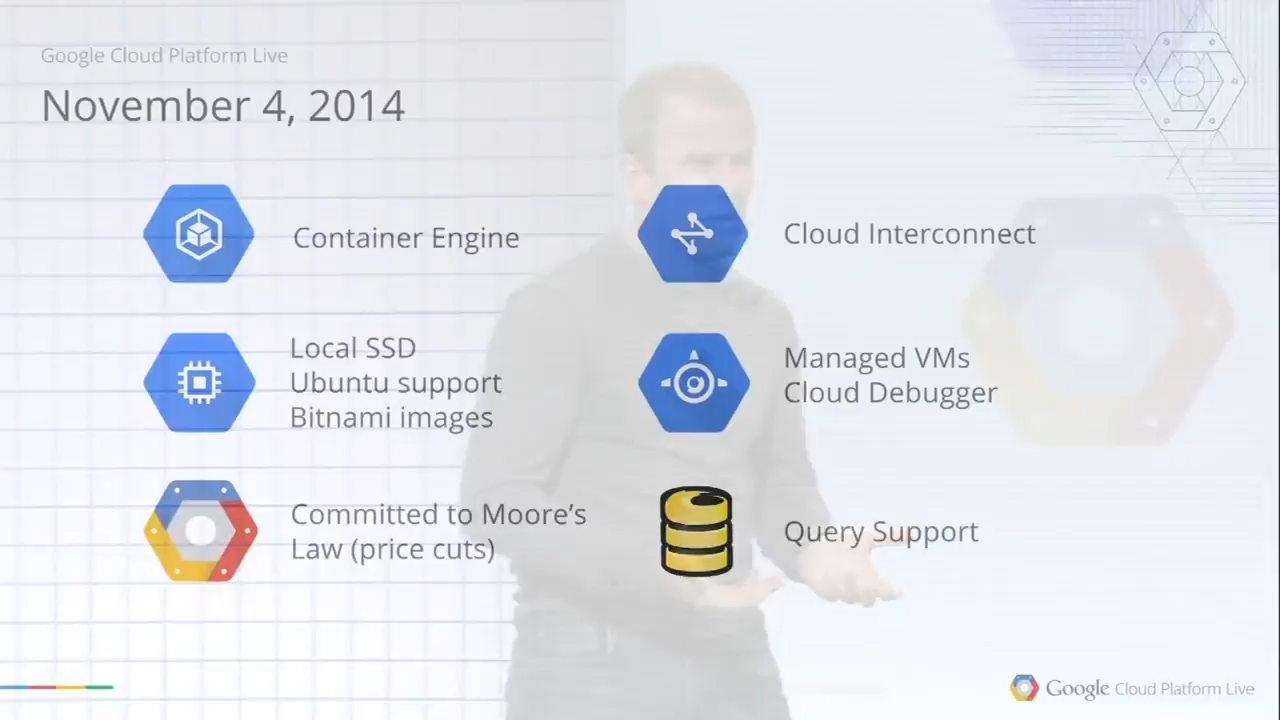 Google Cloud Platform Live
November 4, 2014
Container Engine
Cloud Interconnect
Local SSD
Ubuntu support
Bitnami images
Managed VMs
Cloud Debugger
Committed to Moore's
Law (price cuts)
Query Support
Google Cloud Platform Live